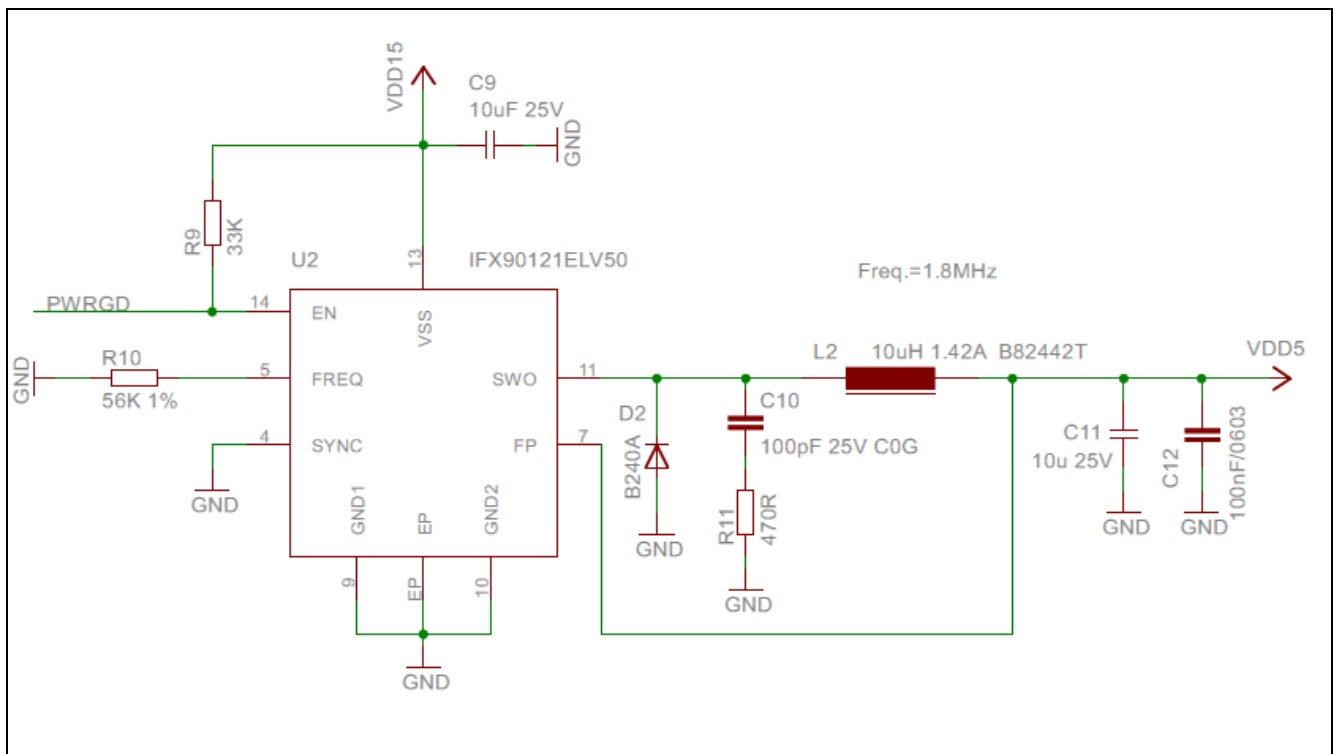 VDD15
C9
10uF 25V
GND
R9
33K
U2
13
IFX90121ELV50
Freq.=1.8MHz
PWRGD
14
EN
VSS
R10
GND
56K 1%
5
FREQ
SWO
11
L2
10uH 1.42A B82442T
VDD5
4
SYNC
FP
7
GND
D2
B240A
GND
C10
100pF 25V C0G
R11
470R
GND
C11
10u 25V
GND
C12
100nF/0603
GND
GND1
EP
GND2
9
EP
10
GND